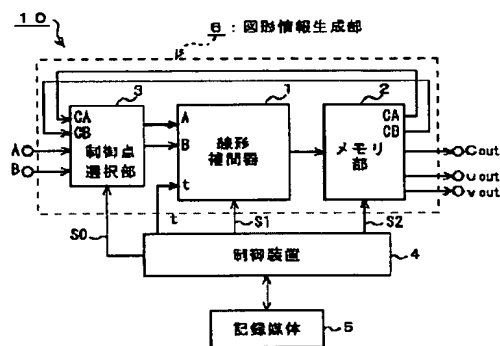 10
6：図形情報生成部
3
1
2
CA
CB
A
B
制御点
選択部
A
B
t
線形
補間器
CA
CB
メモリ
部
Cout
uout
vout
S0
t
S1
S2
制御装置
4
記録媒体
5